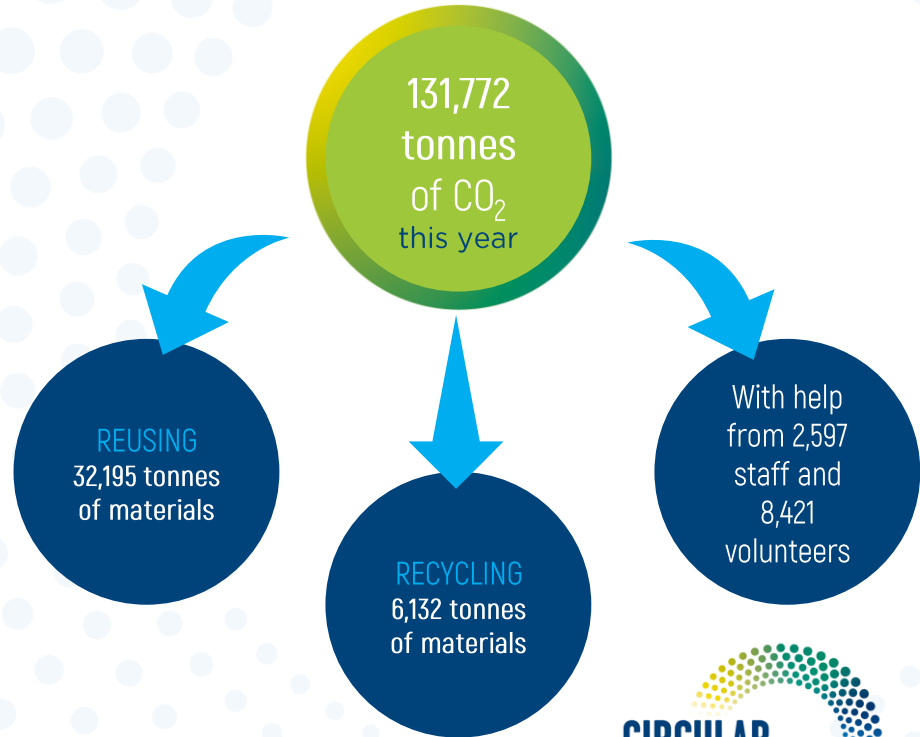 131,772
tonnes
of CO₂
this year
REUSING
32,195 tonnes
of materials
RECYCLING
6,132 tonnes
of materials
With help
from 2,597
staff and
8,421
volunteers
CIRCULAR